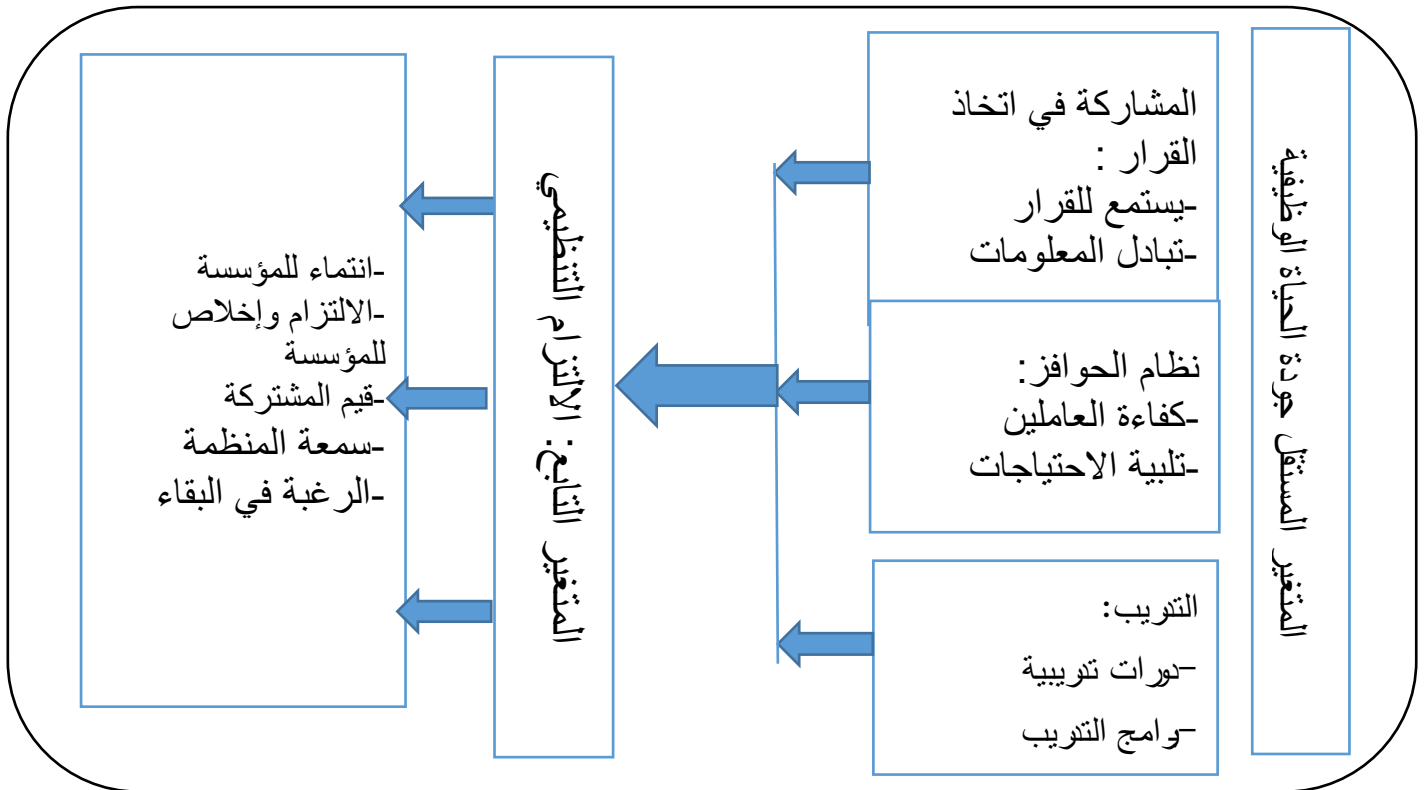 المتغير المستقل جودة الحياة الوظيفية
المشاركة في اتخاذ
القرار :
-يستمع للقرار
-تبادل المعلومات
نظام الحوافز:
-كفاءة العاملين
-تلبية الاحتياجات
التدريب:
-دورات تدريبية
-برامج التدريب
المتغير التابع: الالتزام التنظيمي
-انتماء للمؤسسة
-الالتزام وإخلاص
للمؤسسة
-قيم المشتركة
-سمعة المنظمة
-الرغبة في البقاء